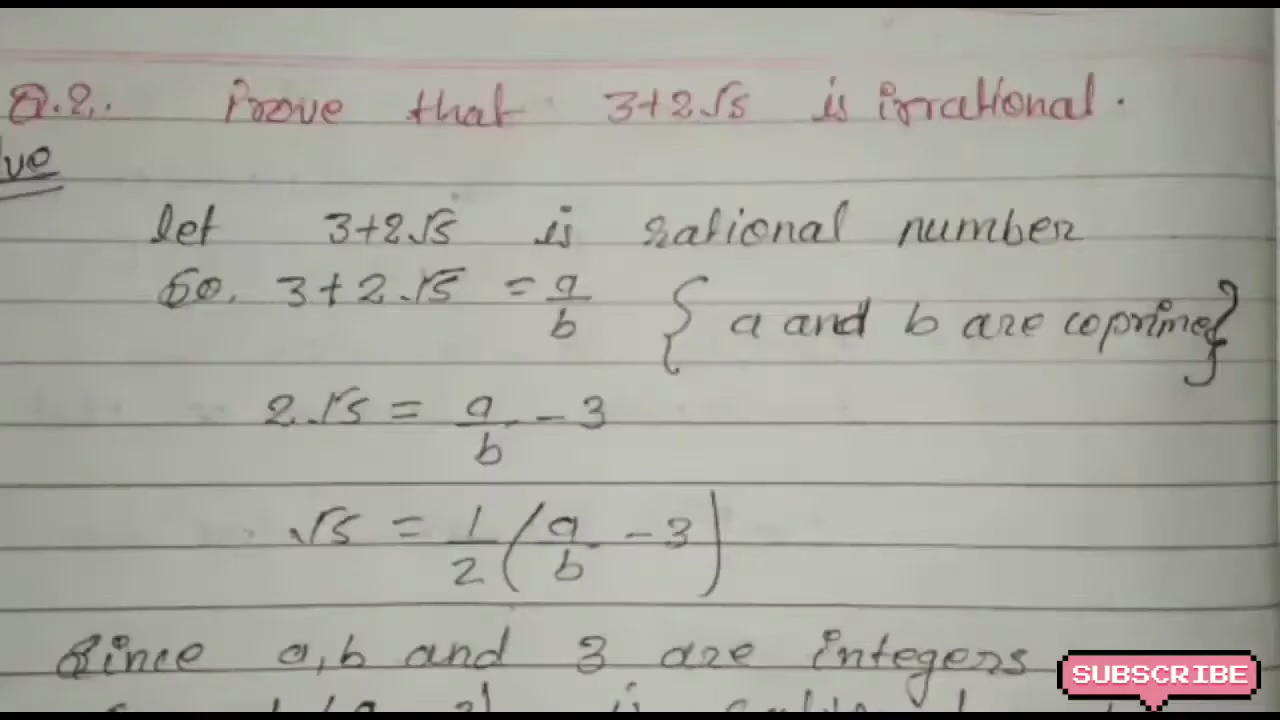 Q.2. Prove that 3+2√5 is irrational.
let 3+2√5 is rational number
So, 3+2√5 = a/b { a and b are coprime}
2√5 = a/b - 3
√5 = 1/2 (a/b - 3)
Since a, b and 3 are integers
SUBSCRIBE